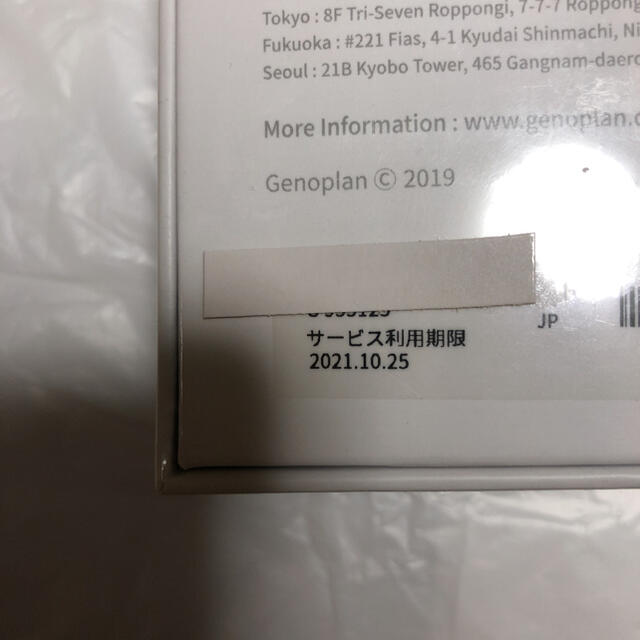 Tokyo : 8F Tri-Seven Roppongi, 7-7-7 Roppong
Fukuoka : #221 Fias, 4-1 Kyudai Shinmachi, Ni
Seoul : 21B Kyobo Tower, 465 Gangnam-daero
More Information : www.genoplan.c
Genoplan © 2019
JP
サービス利用期限
2021.10.25